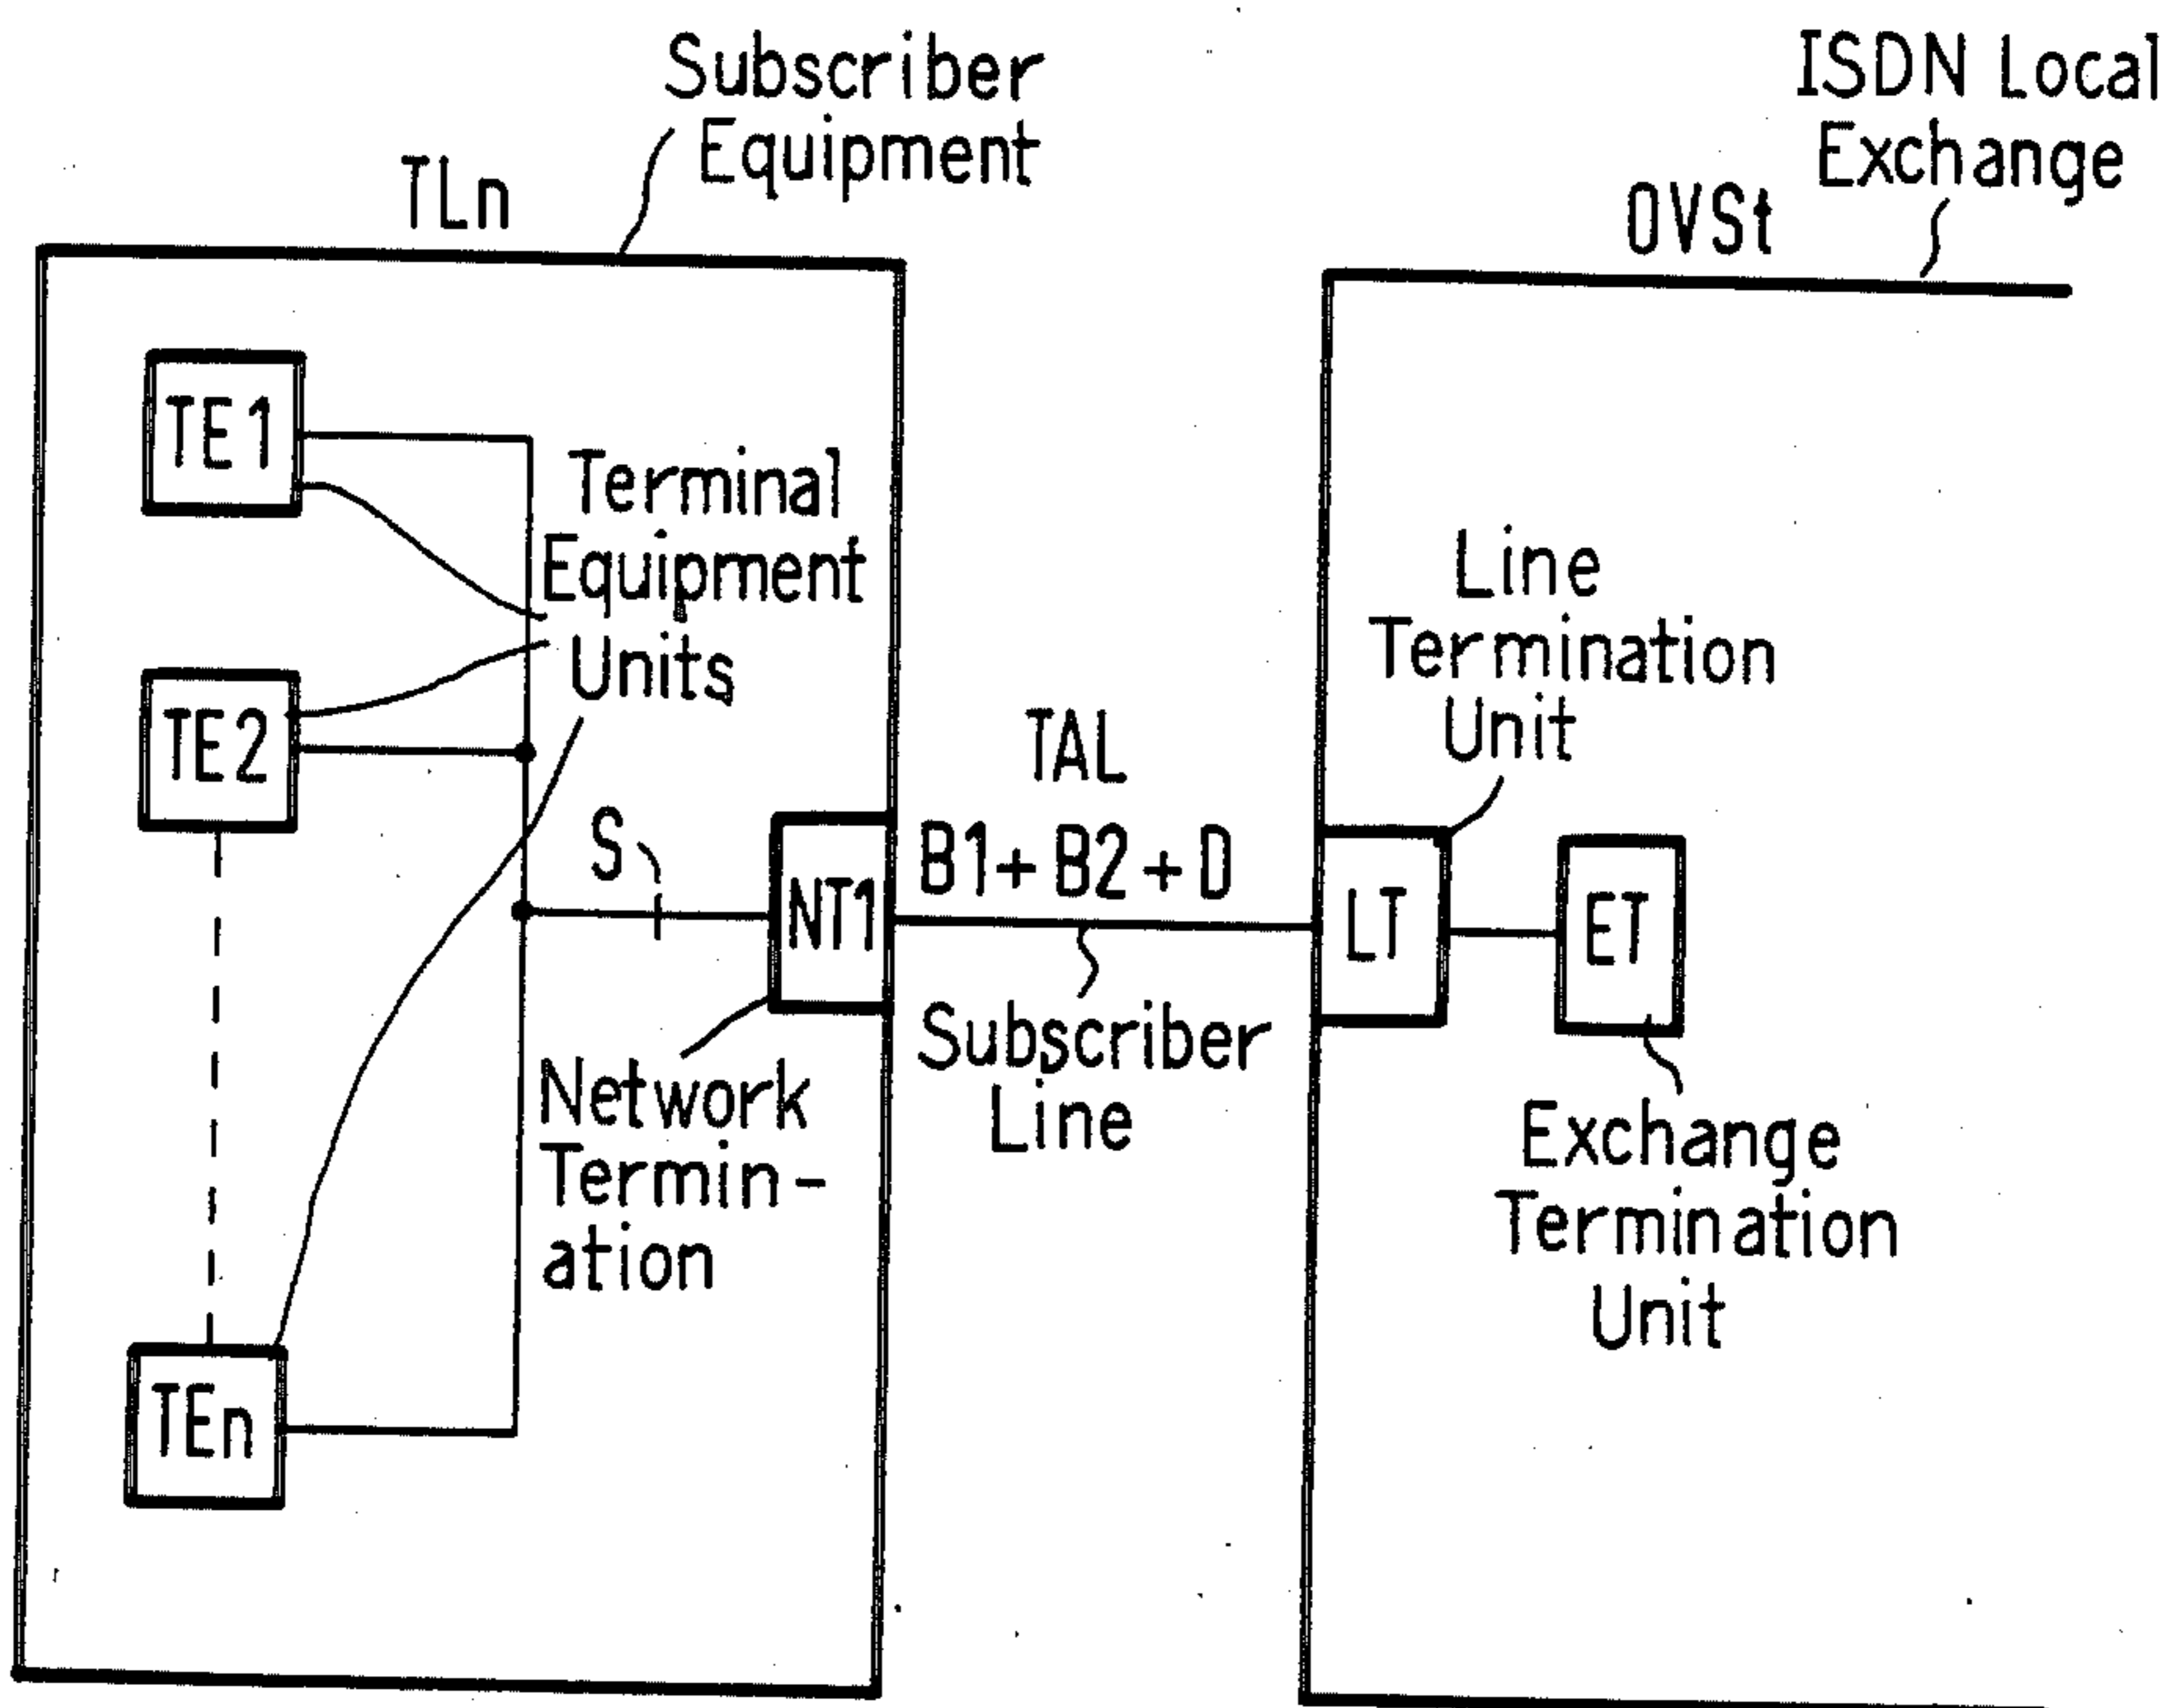 Subscriber
Equipment
TLn
ISDN Local
Exchange
OVSt
TE1
Terminal
Equipment
Units
TE2
TEn
S
NT1
Network
Termin-
ation
TAL
B1+B2+D
Subscriber
Line
Line
Termination
Unit
LT
ET
Exchange
Termination
Unit